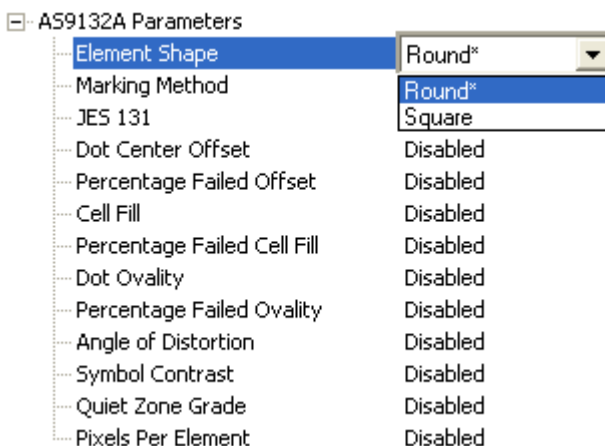 AS9132A Parameters
Element Shape Round*
Marking Method Round*
JES 131 Square
Dot Center Offset Disabled
Percentage Failed Offset Disabled
Cell Fill Disabled
Percentage Failed Cell Fill Disabled
Dot Ovality Disabled
Percentage Failed Ovality Disabled
Angle of Distortion Disabled
Symbol Contrast Disabled
Quiet Zone Grade Disabled
Pixels Per Element Disabled